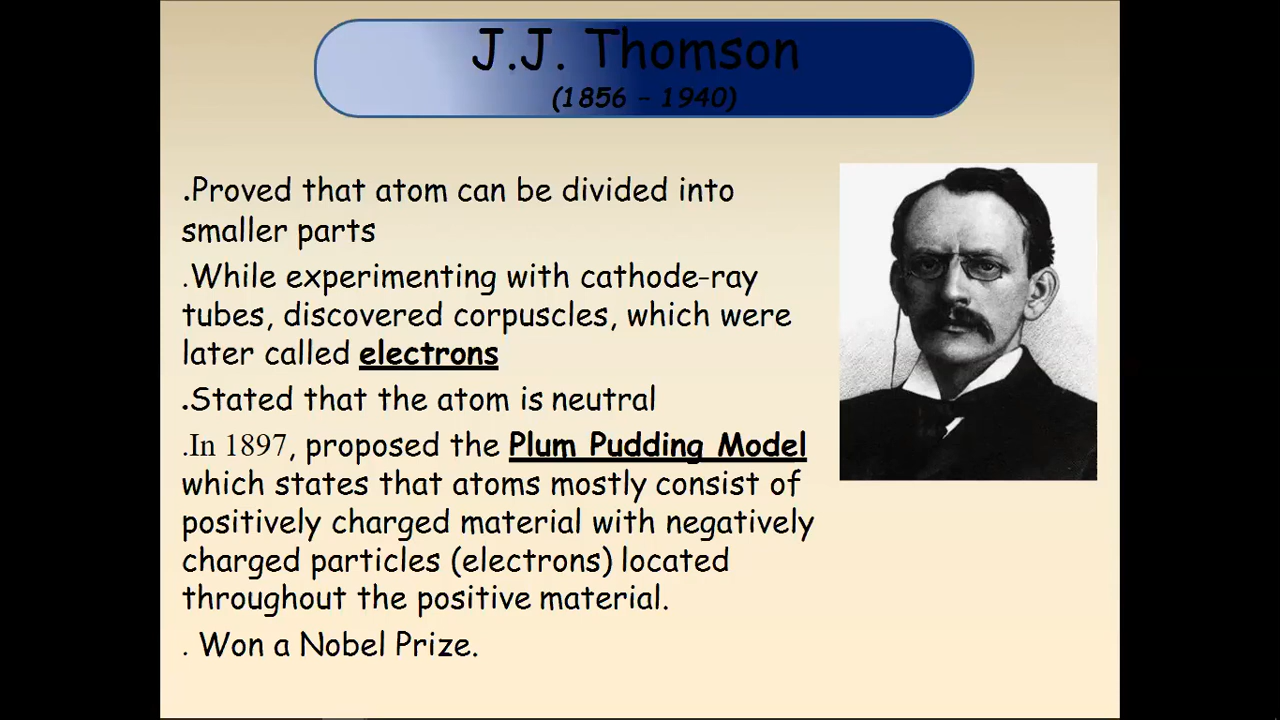 J.J. Thomson
(1856 – 1940)
.Proved that atom can be divided into
smaller parts
.While experimenting with cathode-ray
tubes, discovered corpuscles, which were
later called electrons
.Stated that the atom is neutral
.In 1897, proposed the Plum Pudding Model
which states that atoms mostly consist of
positively charged material with negatively
charged particles (electrons) located
throughout the positive material.
. Won a Nobel Prize.